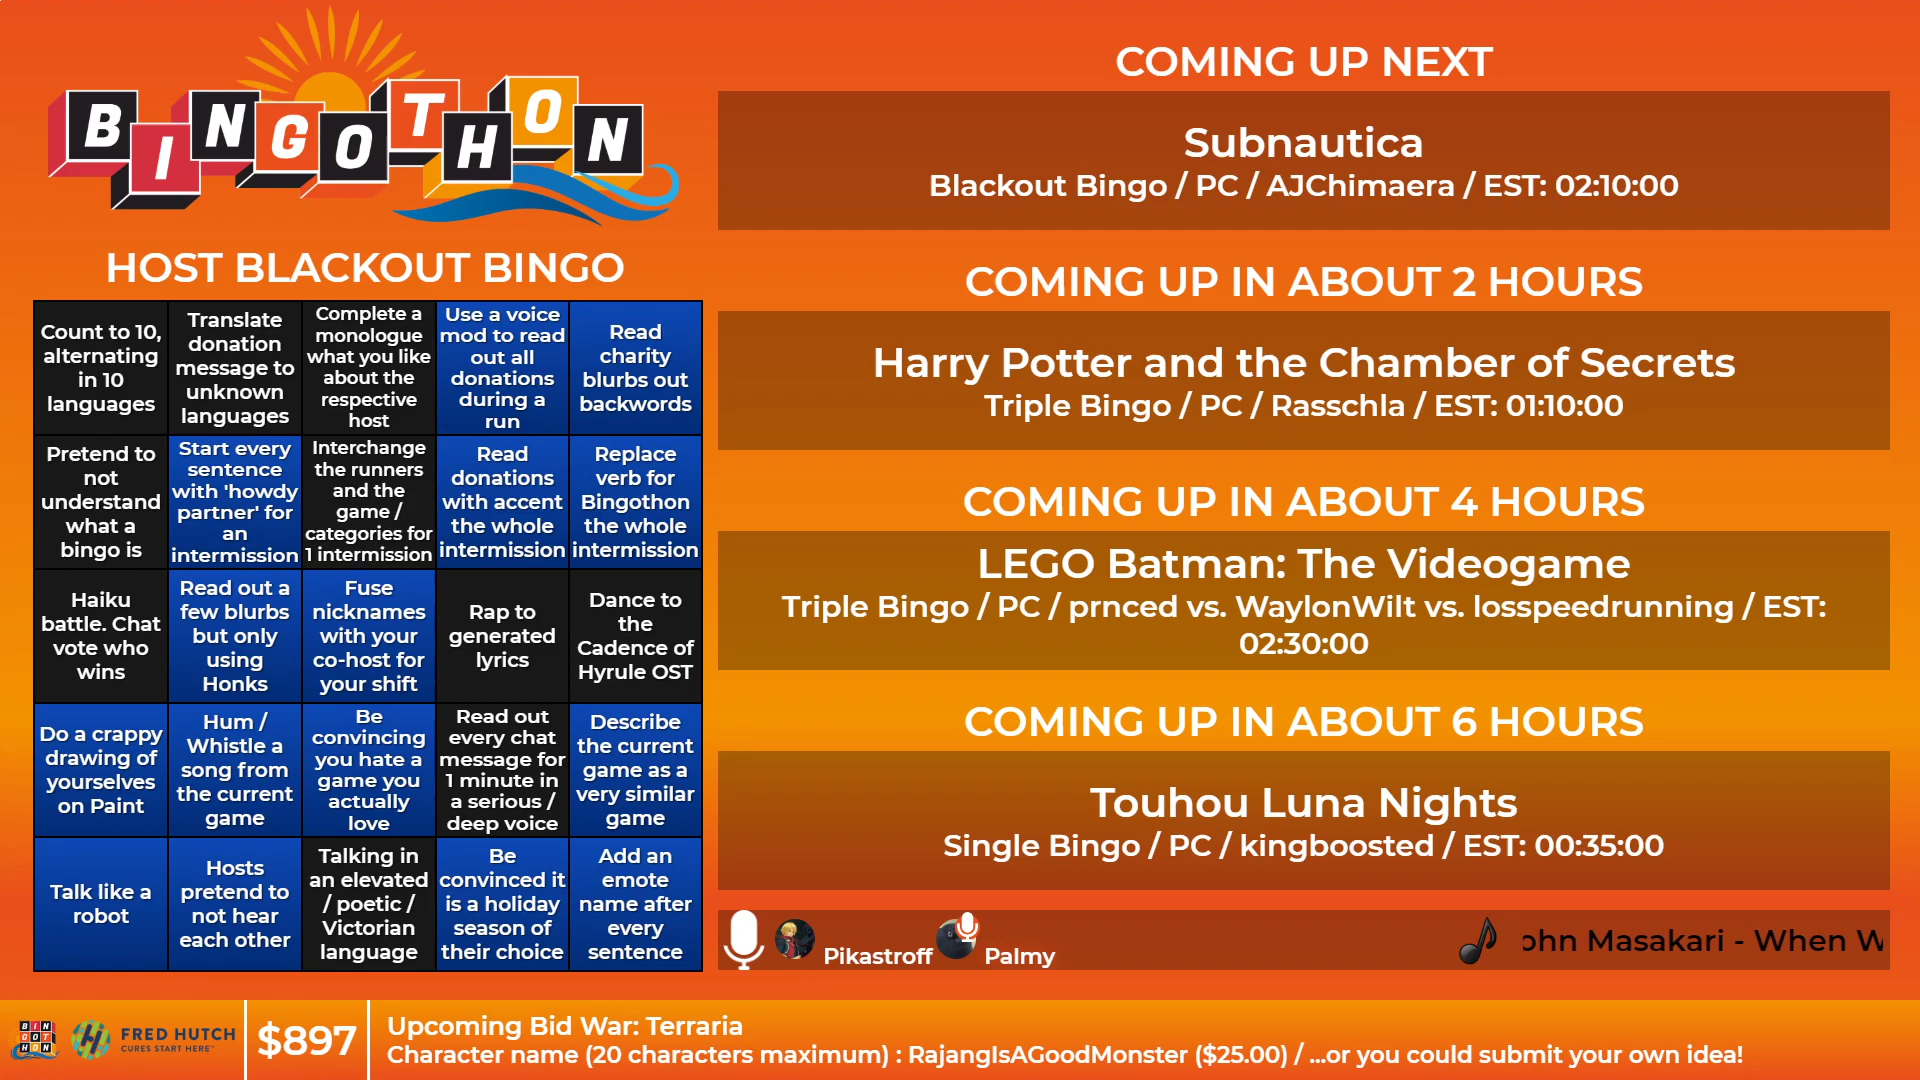 BINGOTHON
HOST BLACKOUT BINGO
Count to 10,
alternating
in 10
languages
Translate
donation
message to
unknown
languages
Complete a
monologue
what you like
about the
respective
host
Use a voice
mod to read
out all
donations
during a
run
Read
charity
blurbs out
backwords
Pretend to
not
understand
what a
bingo is
Start every
sentence
with 'howdy
partner' for
an
intermission
Interchange
the runners
and the
game /
categories for
1 intermission
Read
donations
with accent
the whole
intermission
Replace
verb for
Bingothon
the whole
intermission
Haiku
battle. Chat
vote who
wins
Read out a
few blurbs
but only
using
Honks
Fuse
nicknames
with your
co-host for
your shift
Rap to
generated
lyrics
Dance to
the
Cadence of
Hyrule OST
Do a crappy
drawing of
yourselves
on Paint
Hum /
Whistle a
song from
the current
game
Be
convincing
you hate a
game you
actually
love
Read out
every chat
message for
1 minute in
a serious /
deep voice
Describe
the current
game as a
very similar
game
Talk like a
robot
Hosts
pretend to
not hear
each other
Talking in
an elevated
/ poetic /
Victorian
language
Be
convinced it
is a holiday
season of
their choice
Add an
emote
name after
every
sentence
COMING UP NEXT
Subnautica
Blackout Bingo / PC / AJChimaera / EST: 02:10:00
COMING UP IN ABOUT 2 HOURS
Harry Potter and the Chamber of Secrets
Triple Bingo / PC / Rasschla / EST: 01:10:00
COMING UP IN ABOUT 4 HOURS
LEGO Batman: The Videogame
Triple Bingo / PC / prnced vs. WaylonWilt vs. losspeedrunning / EST:
02:30:00
COMING UP IN ABOUT 6 HOURS
Touhou Luna Nights
Single Bingo / PC / kingboosted / EST: 00:35:00
Pikastroff
Palmy
ohn Masakari - When W
BINGOTHON
FRED HUTCH
CURES START HERE™
$897
Upcoming Bid War: Terraria
Character name (20 characters maximum) : RajangIsAGoodMonster ($25.00) / ...or you could submit your own idea!